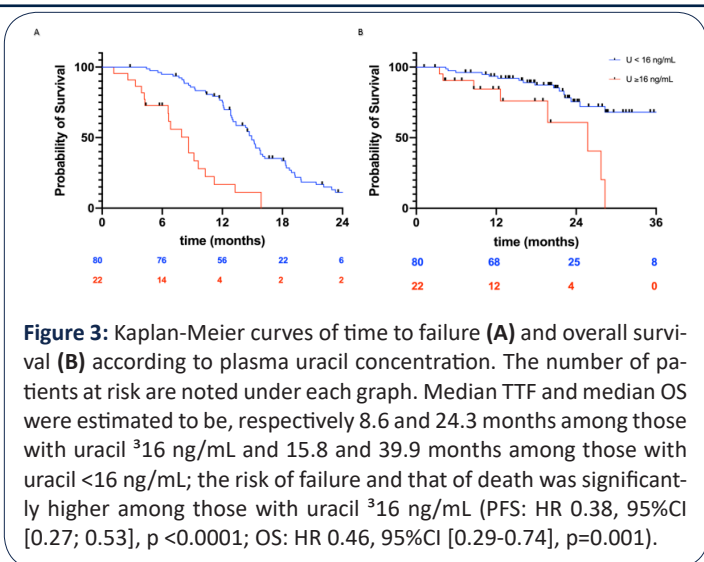 A
B
100
50
0
Probability of Survival
0 6 12 18 24
time (months)
80 76 56 22 6
22 14 4 2 2
100
50
0
Probability of Survival
U < 16 ng/mL
U ≥16 ng/mL
0 12 24 36
time (months)
80 68 25 8
22 12 4 0
Figure 3: Kaplan-Meier curves of time to failure (A) and overall survi-
val (B) according to plasma uracil concentration. The number of pa-
tients at risk are noted under each graph. Median TTF and median OS
were estimated to be, respectively 8.6 and 24.3 months among those
with uracil ³16 ng/mL and 15.8 and 39.9 months among those with
uracil <16 ng/mL; the risk of failure and that of death was significant-
ly higher among those with uracil ³16 ng/mL (PFS: HR 0.38, 95%CI
[0.27; 0.53], p <0.0001; OS: HR 0.46, 95%CI [0.29-0.74], p=0.001).